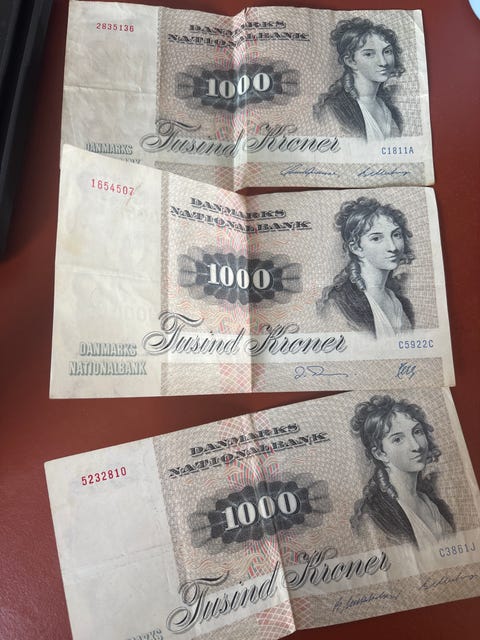 2835136
DANMARKS
NATIONALBANK
1000
DANMARKS
Tusind Kroner
C1811A
1654507
DANMARKS
NATIONALBANK
1000
Tusind Kroner
DANMARKS
NATIONALBANK
C5922C
5232810
DANMARKS
NATIONALBANK
1000
Tusind Kroner
C3861J